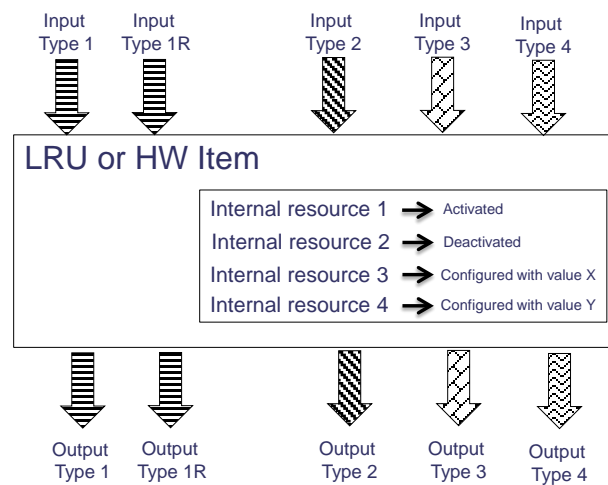 Input
Type 1
Input
Type 1R
Input
Type 2
Input
Type 3
Input
Type 4
LRU or HW Item
Internal resource 1 Activated
Internal resource 2 Deactivated
Internal resource 3 Configured with value X
Internal resource 4 Configured with value Y
Output
Type 1
Output
Type 1R
Output
Type 2
Output
Type 3
Output
Type 4